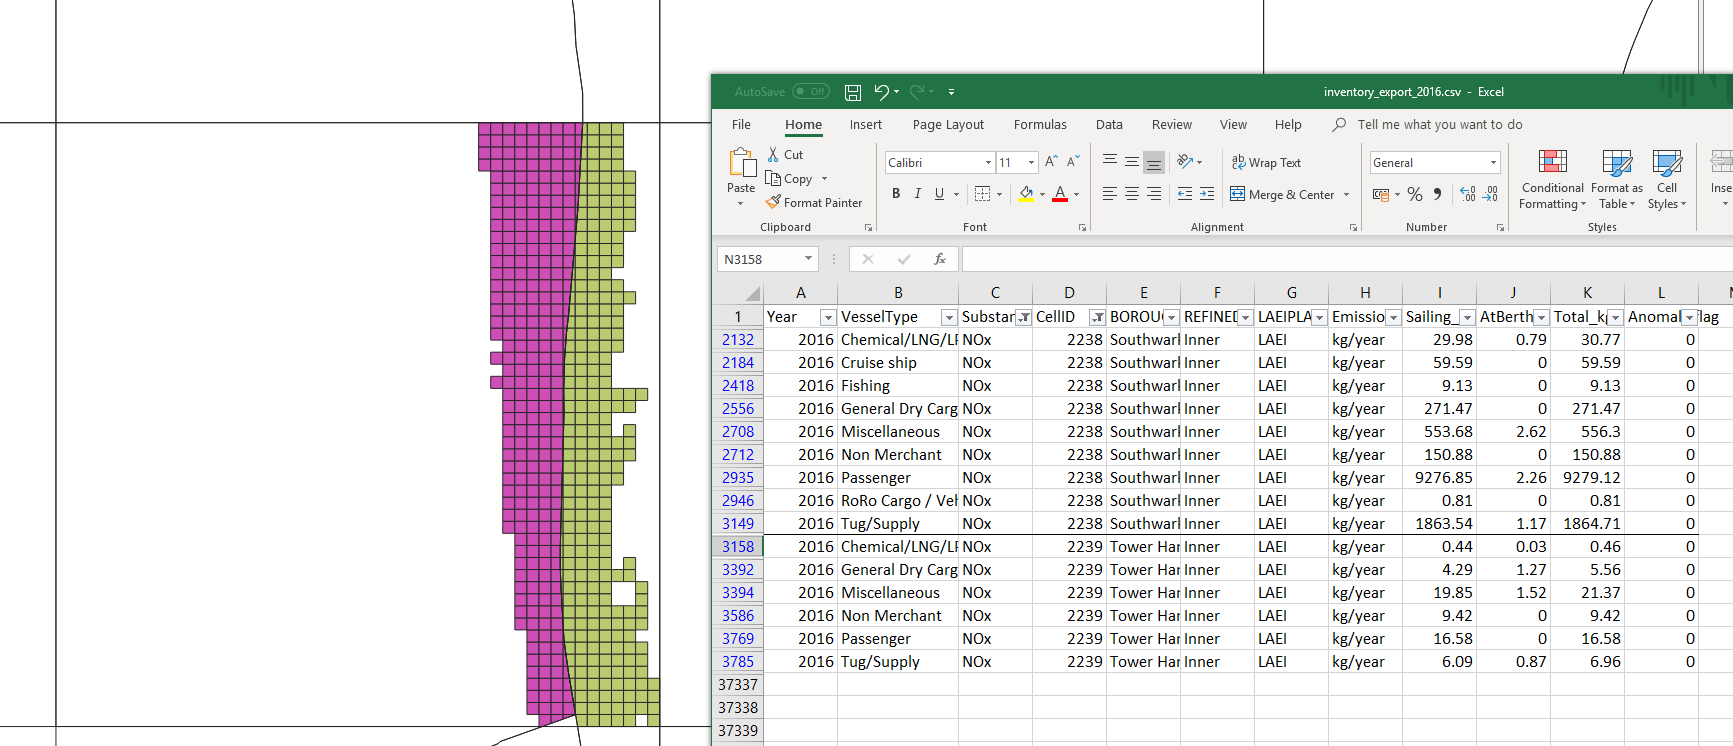 AutoSave Off
inventory_export_2016.csv - Excel
File Home Insert Page Layout Formulas Data Review View Help Tell me what you want to do
Paste
Cut
Copy
Format Painter
Clipboard
Calibri 11
B I U
Font
Wrap Text
Merge & Center
Alignment
General
Number
Conditional Formatting
Format as Table
Cell Styles
Styles
Inse
N3158
A B C D E F G H I J K L
1 Year VesselType Substan CellID BOROU REFINED LAEIPLA Emissio Sailing_ AtBerth Total_k Anomal flag
2132 2016 Chemical/LNG/LP NOx 2238 Southwark Inner LAEI kg/year 29.98 0.79 30.77 0
2184 2016 Cruise ship NOx 2238 Southwark Inner LAEI kg/year 59.59 0 59.59 0
2418 2016 Fishing NOx 2238 Southwark Inner LAEI kg/year 9.13 0 9.13 0
2556 2016 General Dry Carg NOx 2238 Southwark Inner LAEI kg/year 271.47 0 271.47 0
2708 2016 Miscellaneous NOx 2238 Southwark Inner LAEI kg/year 553.68 2.62 556.3 0
2712 2016 Non Merchant NOx 2238 Southwark Inner LAEI kg/year 150.88 0 150.88 0
2935 2016 Passenger NOx 2238 Southwark Inner LAEI kg/year 9276.85 2.26 9279.12 0
2946 2016 RoRo Cargo / Veh NOx 2238 Southwark Inner LAEI kg/year 0.81 0 0.81 0
3149 2016 Tug/Supply NOx 2238 Southwark Inner LAEI kg/year 1863.54 1.17 1864.71 0
3158 2016 Chemical/LNG/LP NOx 2239 Tower Har Inner LAEI kg/year 0.44 0.03 0.46 0
3392 2016 General Dry Carg NOx 2239 Tower Har Inner LAEI kg/year 4.29 1.27 5.56 0
3394 2016 Miscellaneous NOx 2239 Tower Har Inner LAEI kg/year 19.85 1.52 21.37 0
3586 2016 Non Merchant NOx 2239 Tower Har Inner LAEI kg/year 9.42 0 9.42 0
3769 2016 Passenger NOx 2239 Tower Har Inner LAEI kg/year 16.58 0 16.58 0
3785 2016 Tug/Supply NOx 2239 Tower Har Inner LAEI kg/year 6.09 0.87 6.96 0
37337
37338
37339